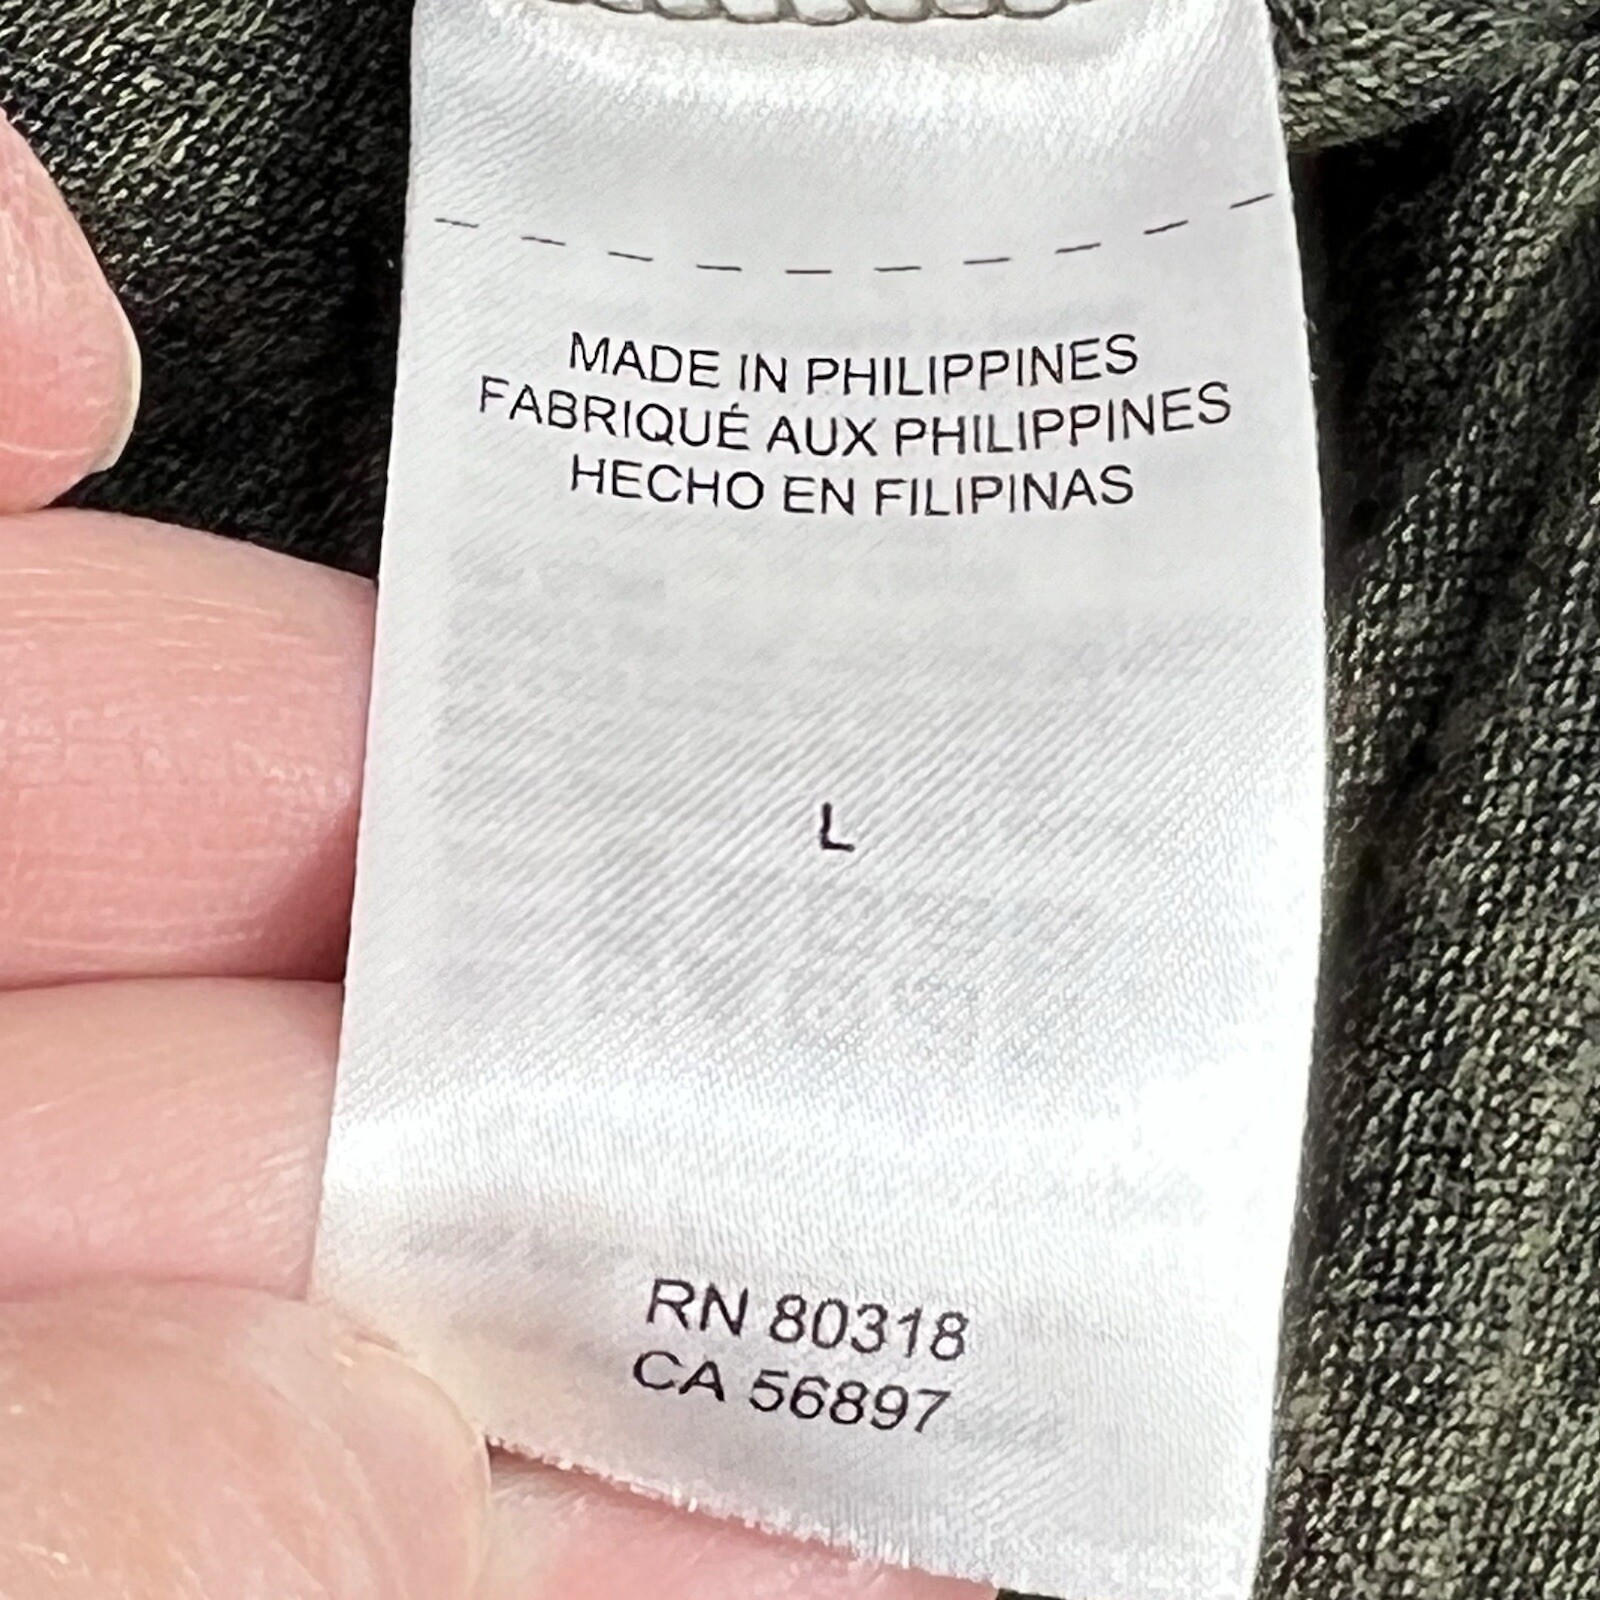 MADE IN PHILIPPINES
FABRIQUÉ AUX PHILIPPINES
HECHO EN FILIPINAS
L
RN 80318
CA 56897